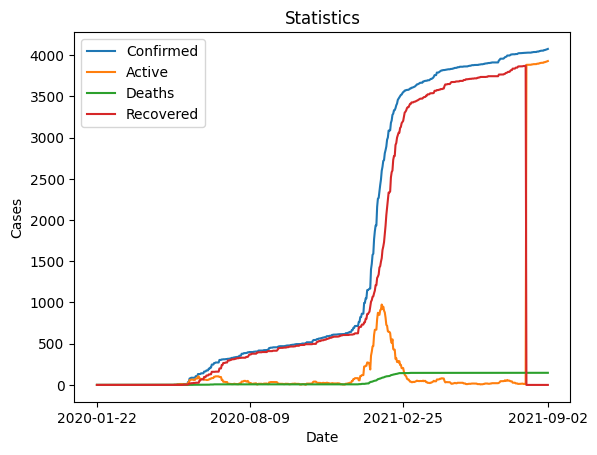 Statistics
Confirmed
Active
Deaths
Recovered
Cases
4000
3500
3000
2500
2000
1500
1000
500
0
2020-01-22 2020-08-09 2021-02-25 2021-09-02
Date